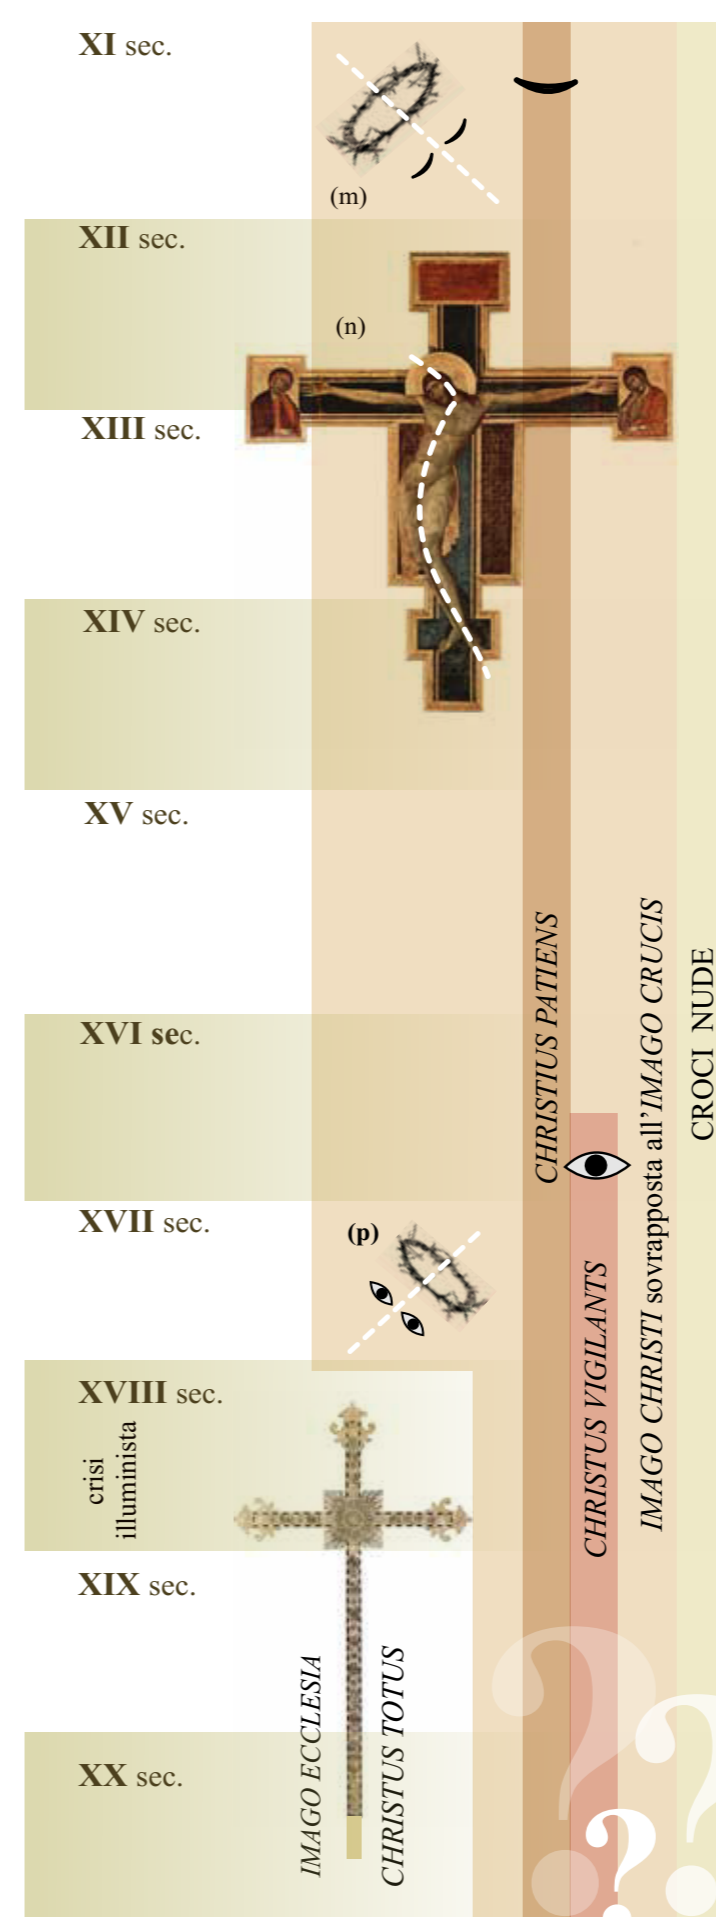 XI sec.
(m)
XII sec.
(n)
XIII sec.
XIV sec.
XV sec.
CHRISTIUS PATIENS
IMAGO CHRISTI sovrapposta all’IMAGO CRUCIS
CROCI NUDE
XVI sec.
XVII sec.
(p)
CHRISTUS VIGILANTS
XVIII sec.
crisi
illuminista
XIX sec.
IMAGO ECCLESIA
CHRISTUS TOTUS
XX sec.
?
?
?